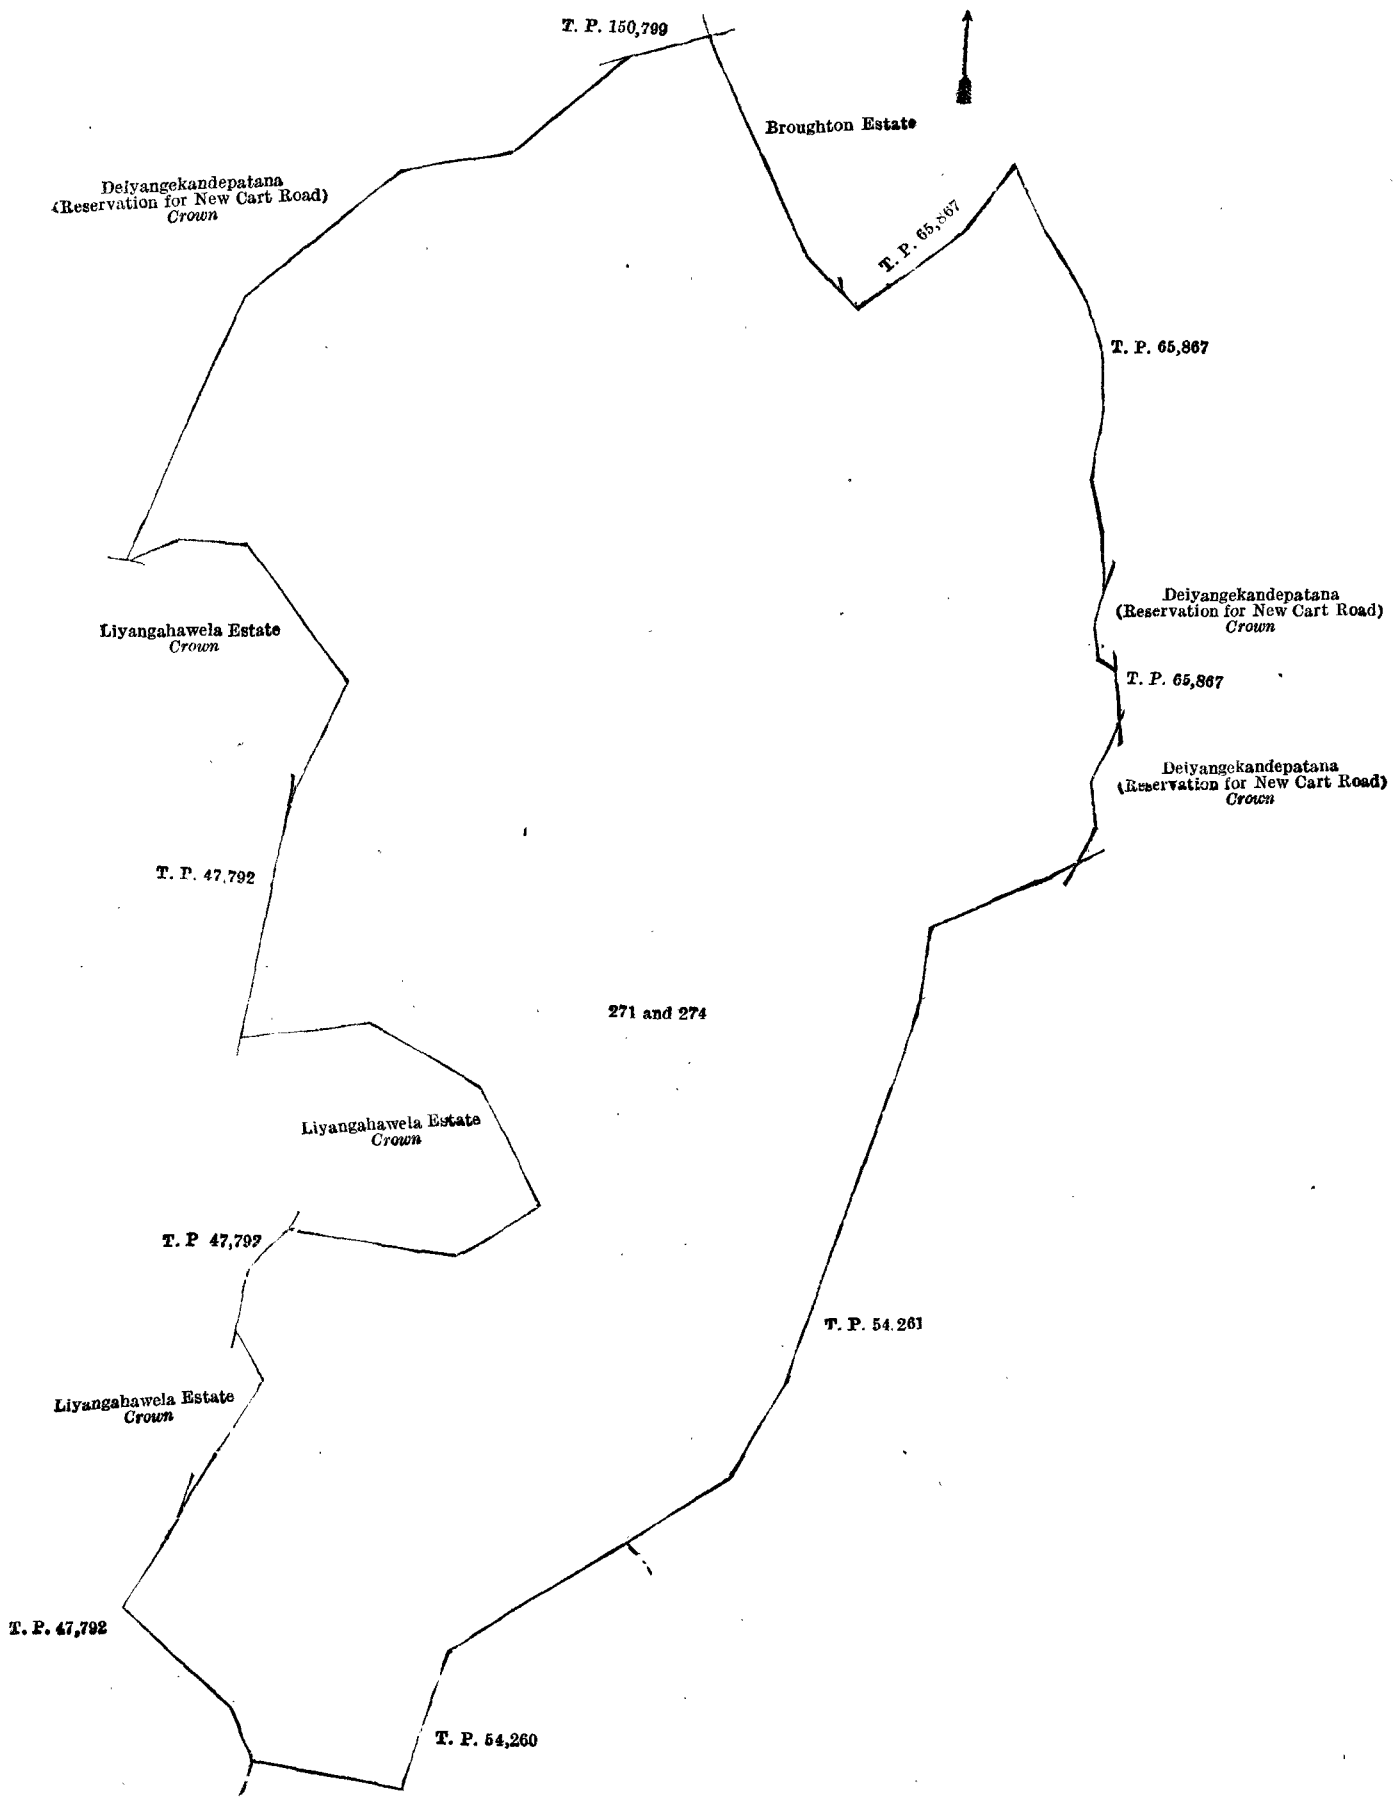 T. P. 150,799
Broughton Estate
Deiyangekandepatana
(Reservation for New Cart Road)
Crown
T. P. 65,867
T. P. 65,867
Deiyangekandepatana
(Reservation for New Cart Road)
Crown
Liyangahawela Estate
Crown
T. P. 65,867
Deiyangekandepatana
(Reservation for New Cart Road)
Crown
T. P. 47,792
271 and 274
Liyangahawela Estate
Crown
T. P 47,792
T. P. 54,261
Liyangahawela Estate
Crown
T. P. 47,792
T. P. 54,260